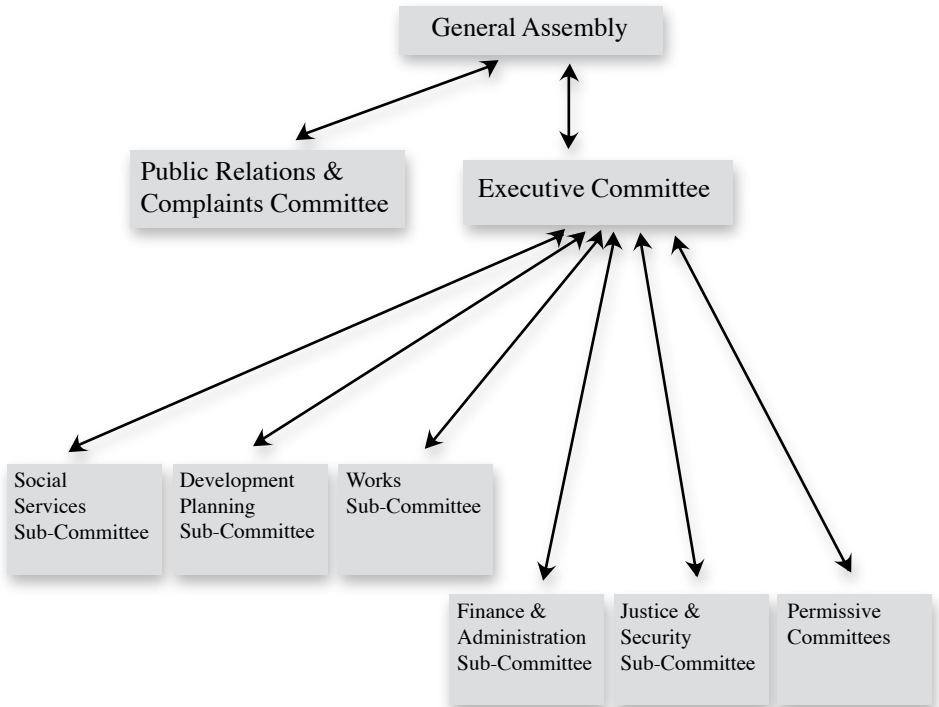 General Assembly
Public Relations &
Complaints Committee
Executive Committee
Social
Services
Sub-Committee
Development
Planning
Sub-Committee
Works
Sub-Committee
Finance &
Administration
Sub-Committee
Justice &
Security
Sub-Committee
Permissive
Committees